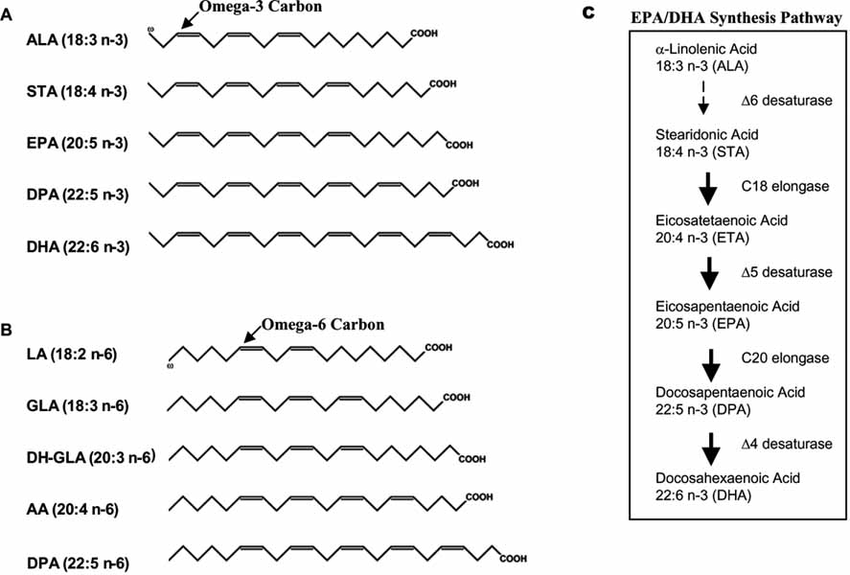 A
Omega-3 Carbon
ω
ALA (18:3 n-3)
COOH
STA (18:4 n-3)
COOH
EPA (20:5 n-3)
COOH
DPA (22:5 n-3)
COOH
DHA (22:6 n-3)
COOH
B
Omega-6 Carbon
LA (18:2 n-6)
ω
COOH
GLA (18:3 n-6)
COOH
DH-GLA (20:3 n-6)
COOH
AA (20:4 n-6)
COOH
DPA (22:5 n-6)
COOH
C
EPA/DHA Synthesis Pathway
α-Linolenic Acid
18:3 n-3 (ALA)
Δ6 desaturase
Stearidonic Acid
18:4 n-3 (STA)
C18 elongase
Eicosatetaenoic Acid
20:4 n-3 (ETA)
Δ5 desaturase
Eicosapentaenoic Acid
20:5 n-3 (EPA)
C20 elongase
Docosapentaenoic Acid
22:5 n-3 (DPA)
Δ4 desaturase
Docosahexaenoic Acid
22:6 n-3 (DHA)